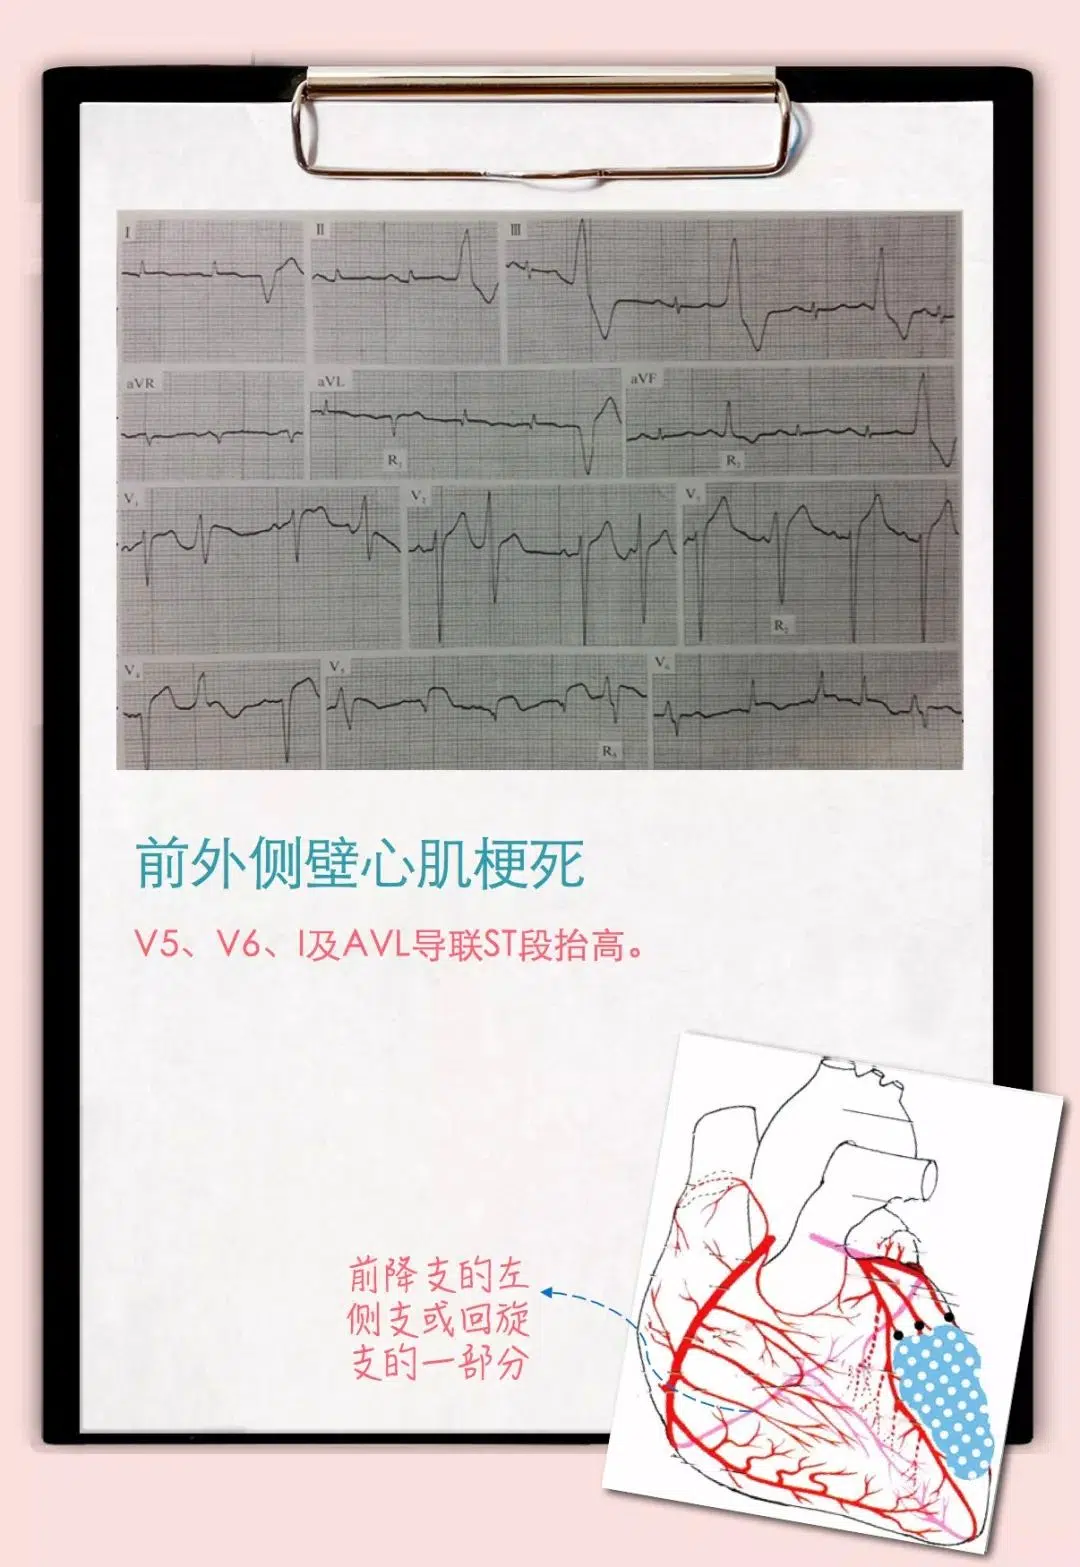 I
II
III
aVR
aVL
aVF
R₂
V₁
V₂
R₂
V₄
V₅
V₆
前外侧壁心肌梗死
V5、V6、I及AVL导联ST段抬高。
前降支的左
侧支或回旋
支的一部分